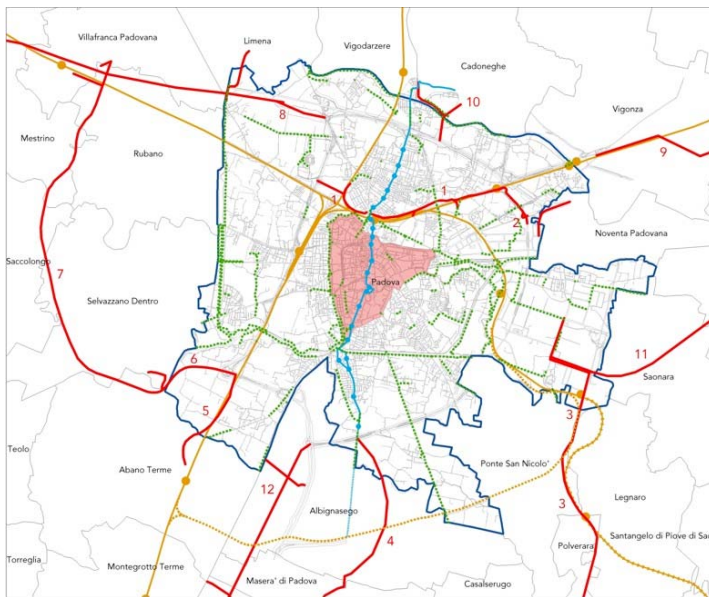 Villafranca Padovana
Limena
Vigodarzere
Cadoneghe
Mestrino
Rubano
8
10
Vigonza
9
1
1
2
Noventa Padovana
Saccolongo
7
Selvazzano Dentro
Padova
6
11
Saonara
5
3
Teolo
Abano Terme
12
Ponte San Nicolo'
Legnaro
Albignasego
4
3
Polverara
Santangelo di Piove di Sac
Torreglia
Montegrotto Terme
Masera' di Padova
Casalserugo